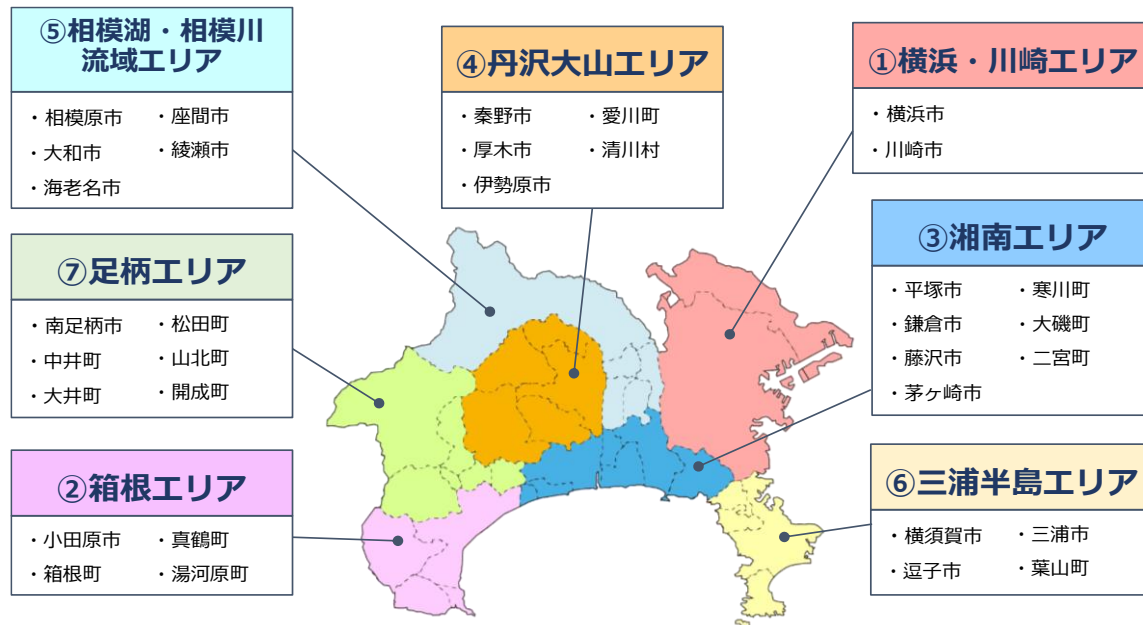 ⑤相模湖・相模川
流域エリア
・相模原市 ・座間市
・大和市 ・綾瀬市
・海老名市
④丹沢大山エリア
・秦野市 ・愛川町
・厚木市 ・清川村
・伊勢原市
①横浜・川崎エリア
・横浜市
・川崎市
③湘南エリア
・平塚市 ・寒川町
・鎌倉市 ・大磯町
・藤沢市 ・二宮町
・茅ヶ崎市
⑦足柄エリア
・南足柄市 ・松田町
・中井町 ・山北町
・大井町 ・開成町
②箱根エリア
・小田原市 ・真鶴町
・箱根町 ・湯河原町
⑥三浦半島エリア
・横須賀市 ・三浦市
・逗子市 ・葉山町